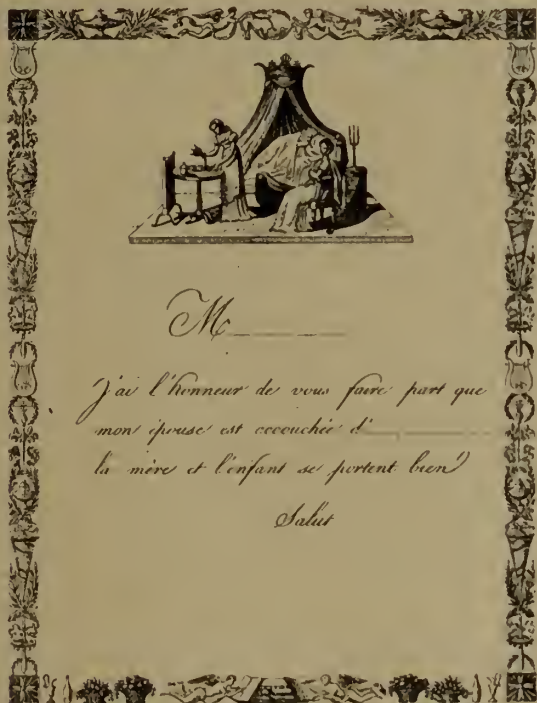 M
J'ai l'honneur de vous faire part que
mon épouse est accouchée d'
la mère et l'enfant se portent bien
Salut